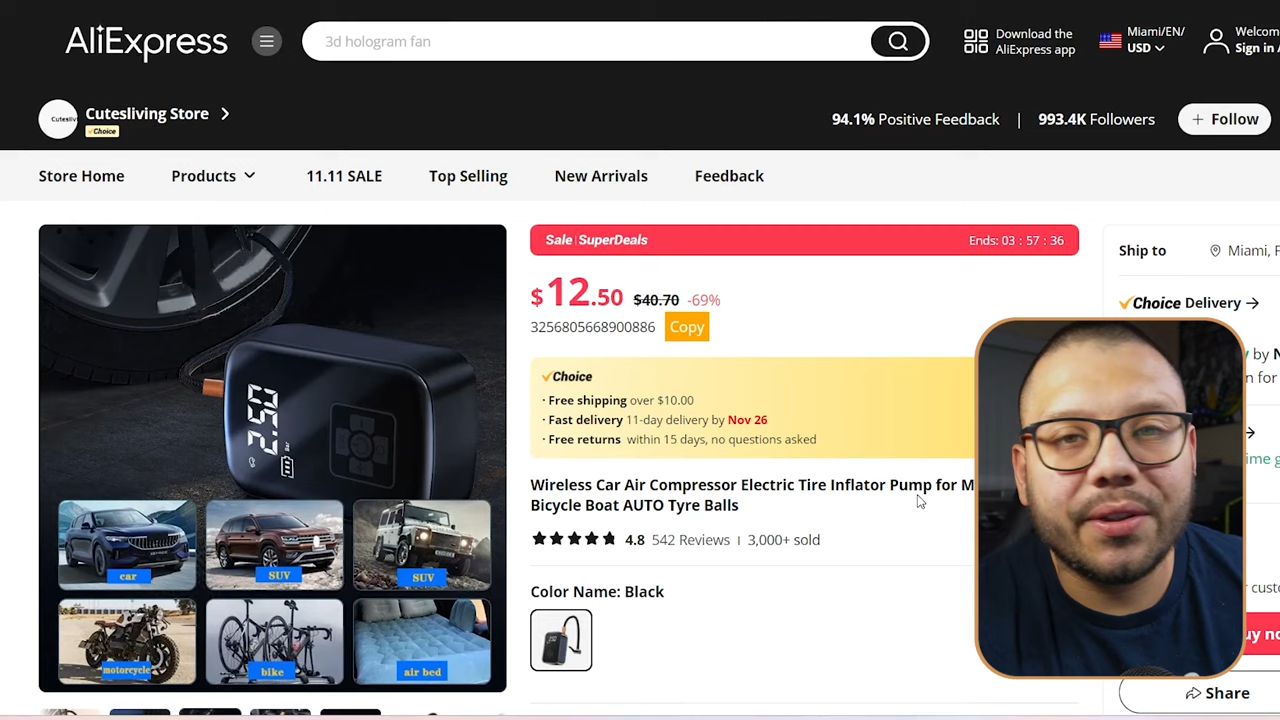 AliExpress
3d hologram fan
Download the
AliExpress app
Miami/EN/
USD
Sign in
Cutesliving Store
Choice
94.1% Positive Feedback | 993.4K Followers
+ Follow
Store Home
Products
11.11 SALE
Top Selling
New Arrivals
Feedback
2.50
Bar
car
SUV
SUV
motorcycle
bike
air bed
Sale | SuperDeals
Ends: 03 : 57 : 36
$12.50 $40.70 -69%
3256805668900886 Copy
Choice
· Free shipping over $10.00
· Fast delivery 11-day delivery by Nov 26
· Free returns within 15 days, no questions asked
Wireless Car Air Compressor Electric Tire Inflator Pump for M
Bicycle Boat AUTO Tyre Balls
4.8 542 Reviews | 3,000+ sold
Color Name: Black
Ship to
Miami, F
Choice Delivery
by N
Share